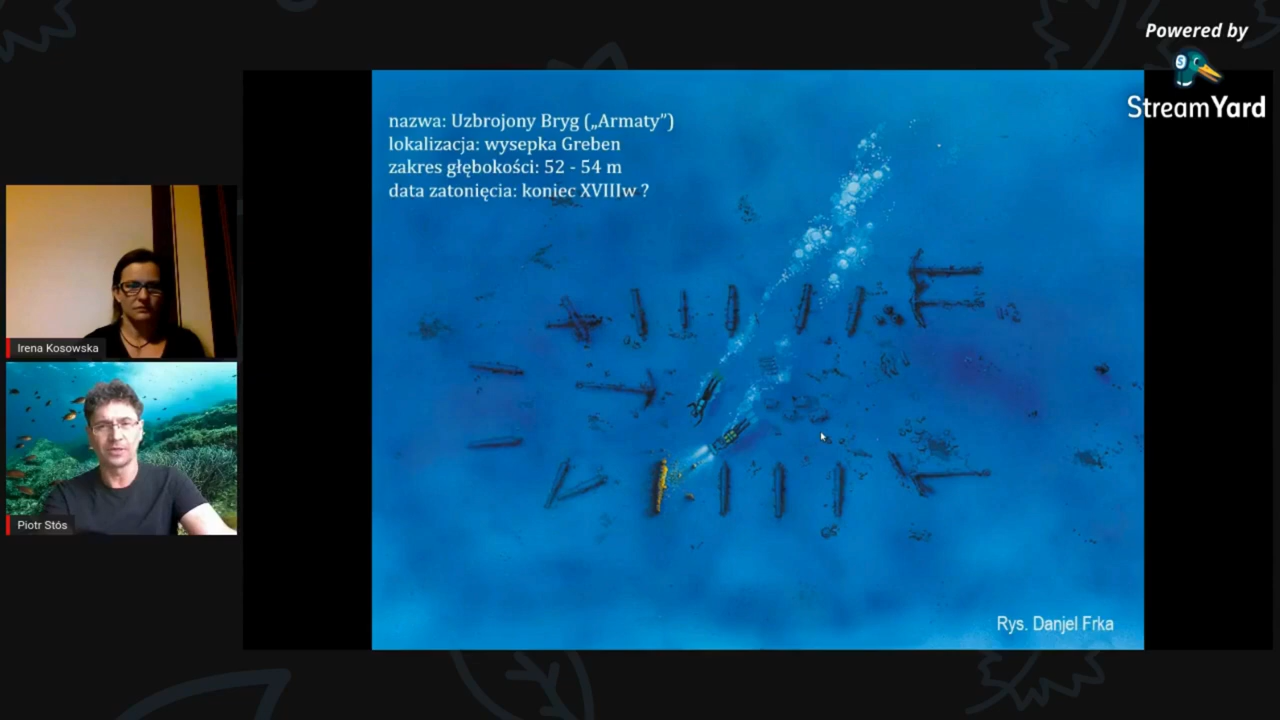 Powered by
StreamYard
nazwa: Uzbrojony Bryg („Armaty”)
lokalizacja: wysepka Greben
zakres głębokości: 52 - 54 m
data zatonięcia: koniec XVIIIw ?
Irena Kosowska
Piotr Stós
Rys. Danjel Frka